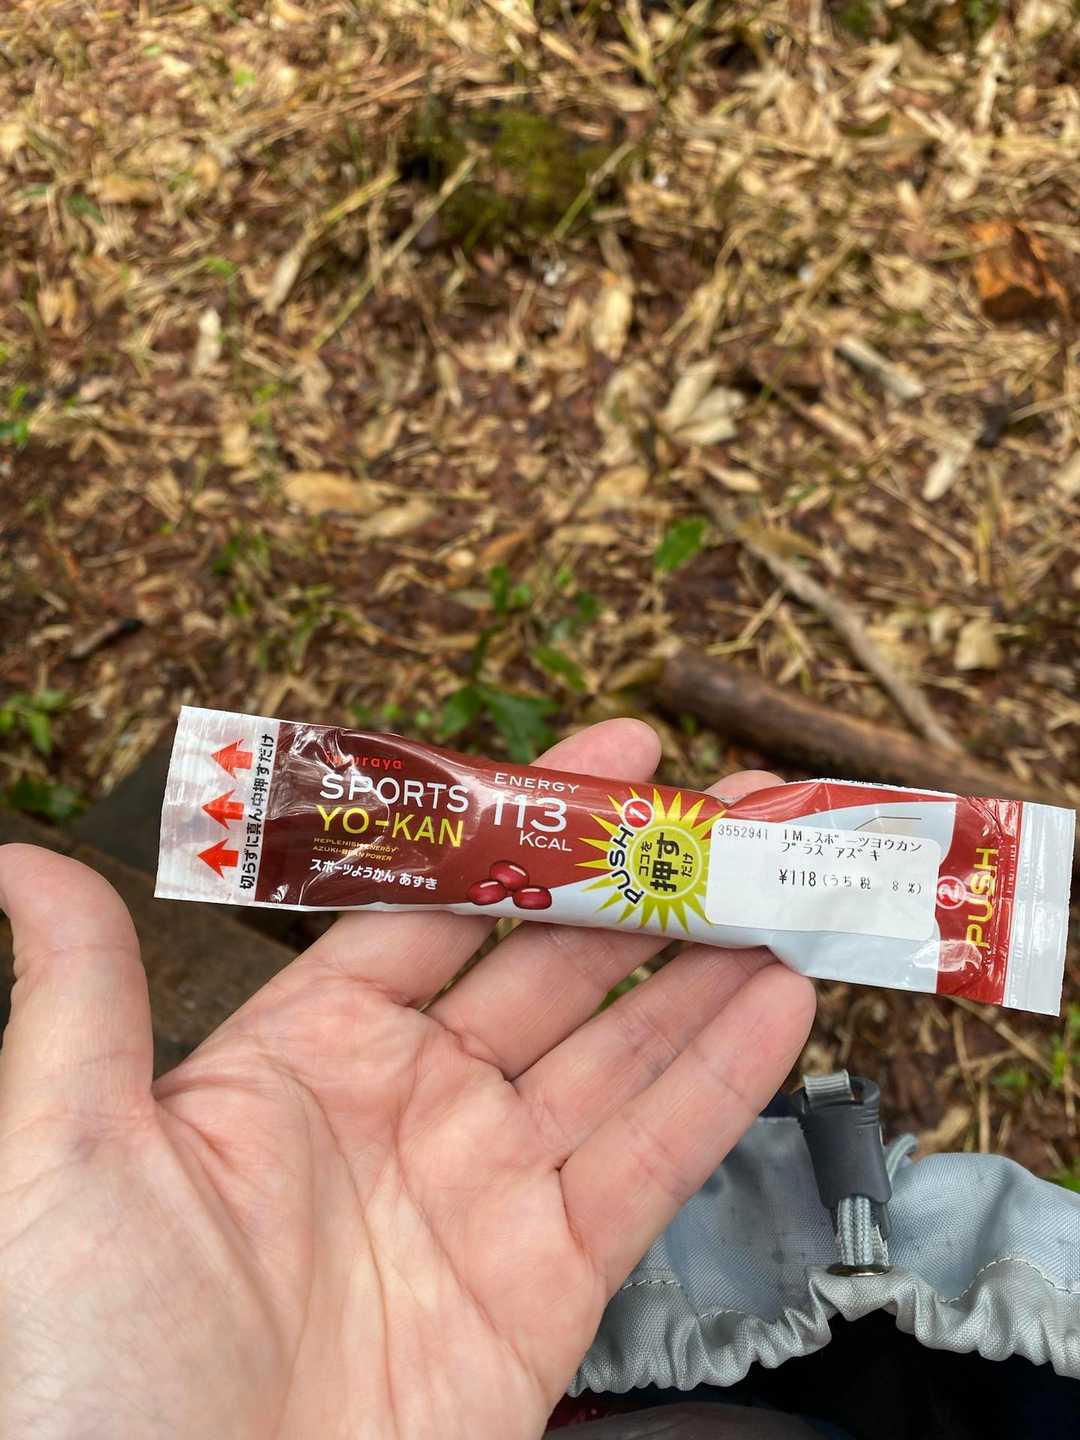 切らずに真ん中押すだけ
imuraya
SPORTS
YO-KAN
REPLENISH ENERGY
AZUKI-BEAN POWER
スポーツようかん あずき
ENERGY
113
KCAL
PUSH 1
ココを
押す
だけ
3552941 IM.スポーツヨウカン
プラス アズキ
¥118(うち税 8%)
2
PUSH